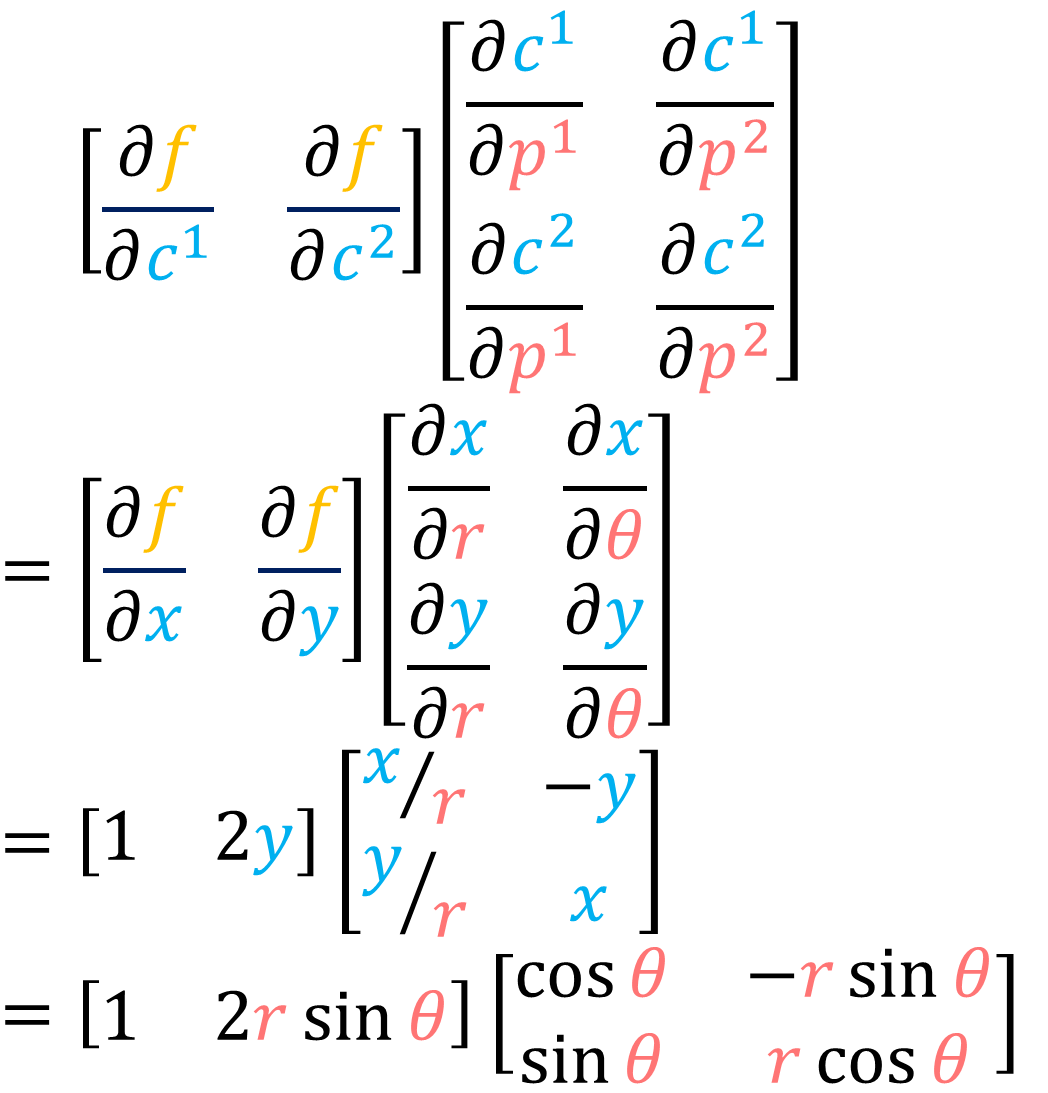 [∂f/∂c¹ ∂f/∂c²] [∂c¹/∂p¹ ∂c¹/∂p² ; ∂c²/∂p¹ ∂c²/∂p²]
= [∂f/∂x ∂f/∂y] [∂x/∂r ∂x/∂θ ; ∂y/∂r ∂y/∂θ]
= [1 2y] [x/r −y ; y/r x]
= [1 2r sin θ] [cos θ −r sin θ ; sin θ r cos θ]